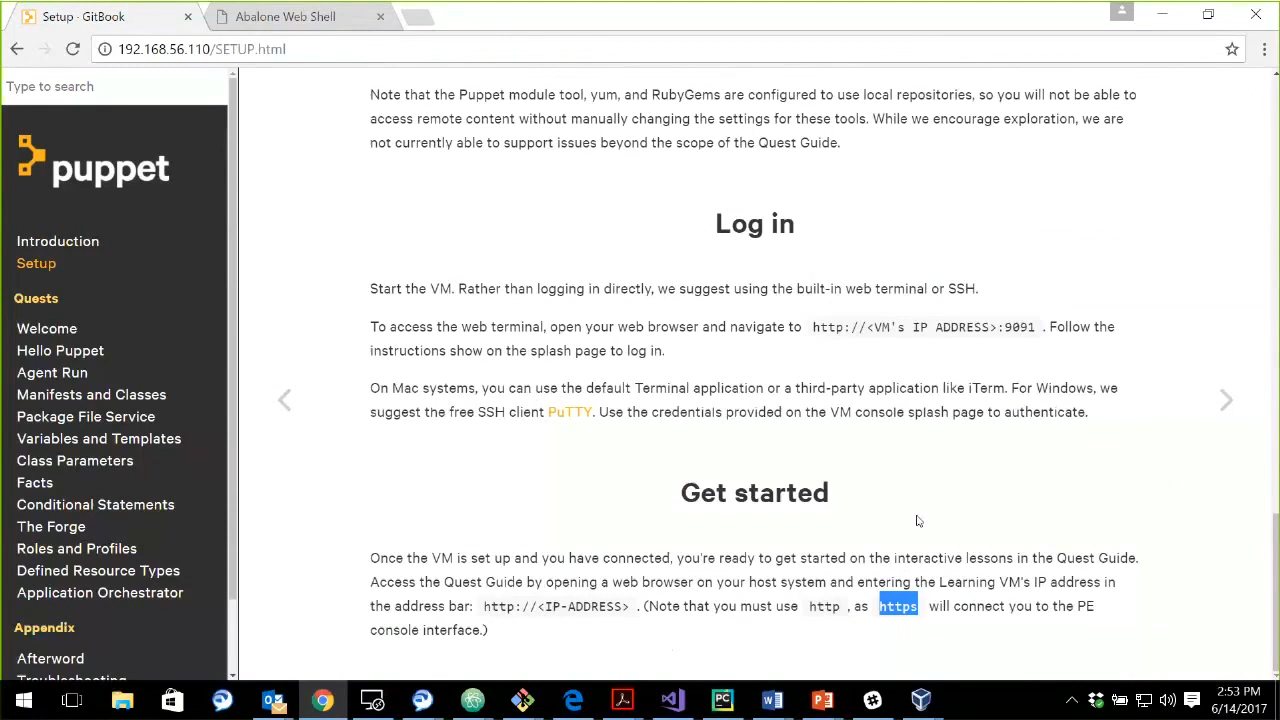 Setup · GitBook
Abalone Web Shell
192.168.56.110/SETUP.html
Type to search
puppet
Introduction
Setup
Quests
Welcome
Hello Puppet
Agent Run
Manifests and Classes
Package File Service
Variables and Templates
Class Parameters
Facts
Conditional Statements
The Forge
Roles and Profiles
Defined Resource Types
Application Orchestrator
Appendix
Afterword
Troubleshooting
Note that the Puppet module tool, yum, and RubyGems are configured to use local repositories, so you will not be able to
access remote content without manually changing the settings for these tools. While we encourage exploration, we are
not currently able to support issues beyond the scope of the Quest Guide.
Log in
Start the VM. Rather than logging in directly, we suggest using the built-in web terminal or SSH.
To access the web terminal, open your web browser and navigate to http://<VM's IP ADDRESS>:9091 . Follow the
instructions show on the splash page to log in.
On Mac systems, you can use the default Terminal application or a third-party application like iTerm. For Windows, we
suggest the free SSH client PuTTY. Use the credentials provided on the VM console splash page to authenticate.
Get started
Once the VM is set up and you have connected, you're ready to get started on the interactive lessons in the Quest Guide.
Access the Quest Guide by opening a web browser on your host system and entering the Learning VM's IP address in
the address bar: http://<IP-ADDRESS> . (Note that you must use http , as https will connect you to the PE
console interface.)
2:53 PM
6/14/2017